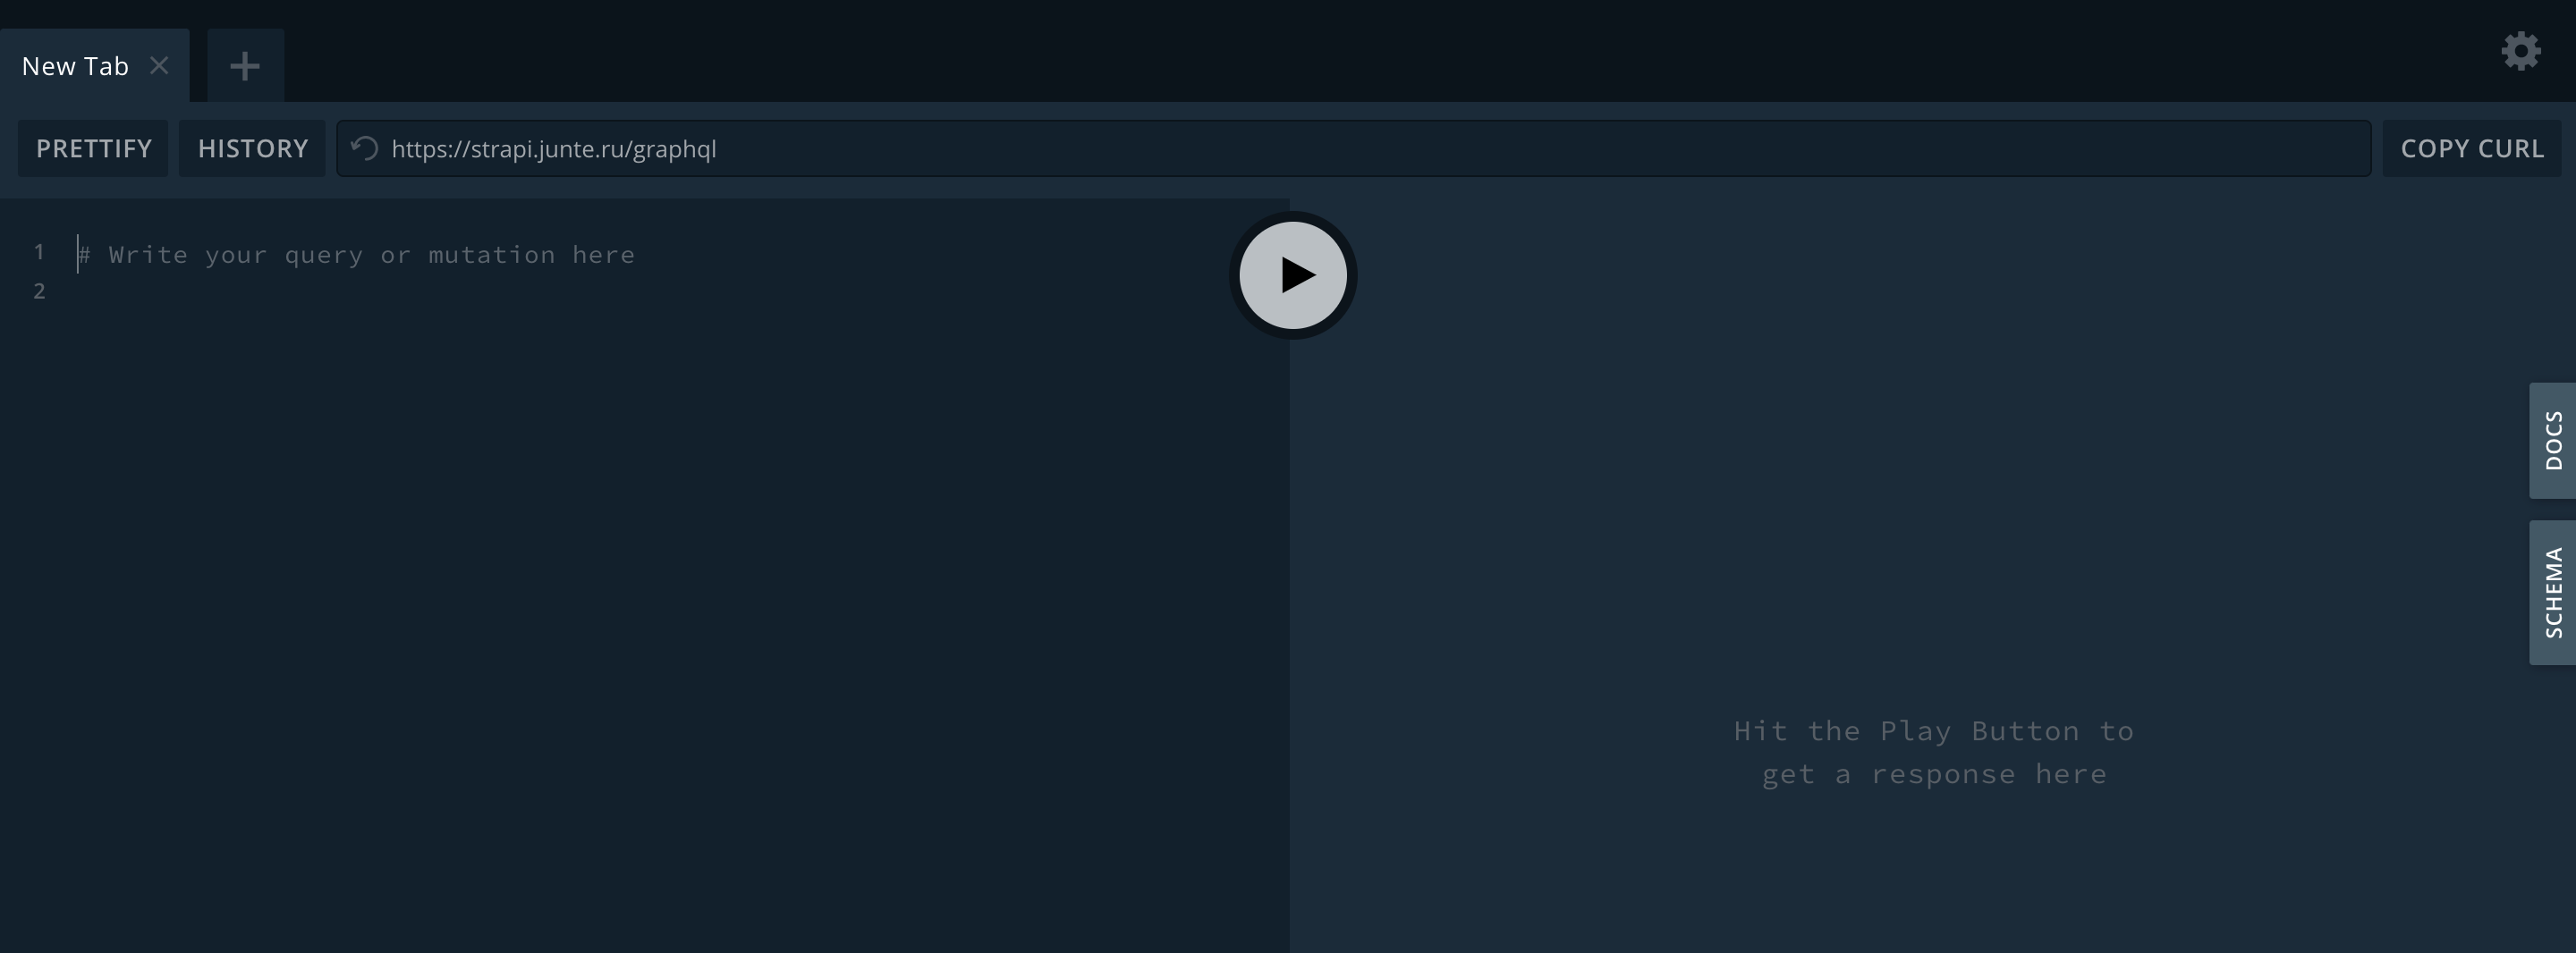 New Tab
PRETTIFY
HISTORY
https://strapi.junte.ru/graphql
COPY CURL
1 # Write your query or mutation here
2
DOCS
SCHEMA
Hit the Play Button to
get a response here